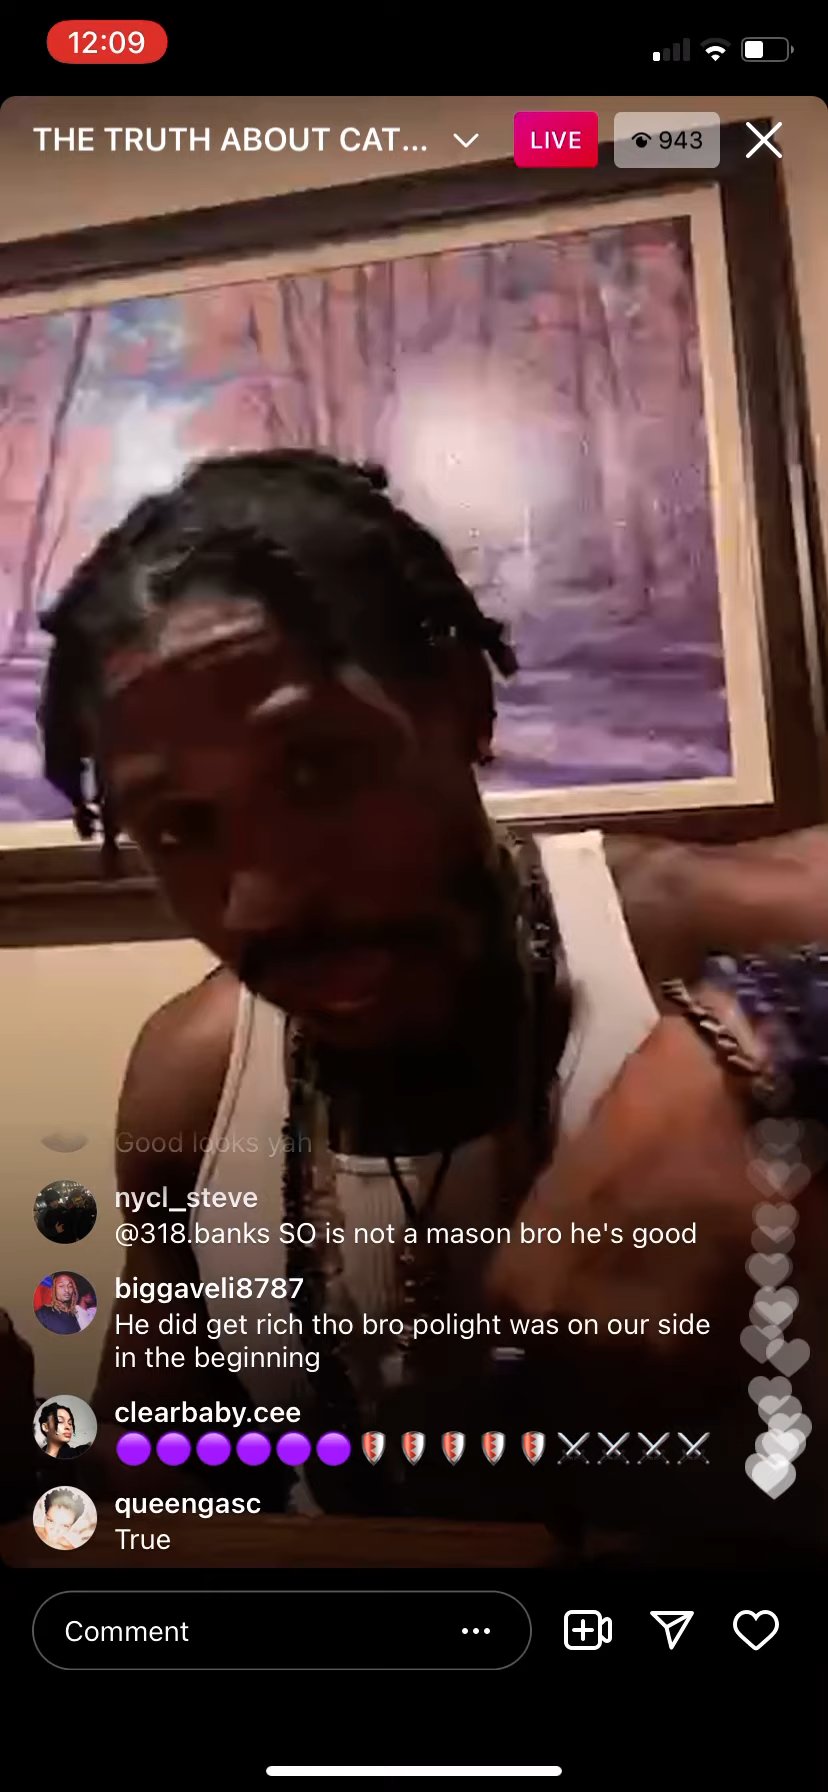 12:09
THE TRUTH ABOUT CAT...
LIVE
943
Good looks yah
nycl_steve
@318.banks SO is not a mason bro he's good
biggaveli8787
He did get rich tho bro polight was on our side
in the beginning
clearbaby.cee
🟣🟣🟣🟣🟣🟣🛡🛡🛡🛡🛡⚔⚔⚔⚔
queengasc
True
Comment